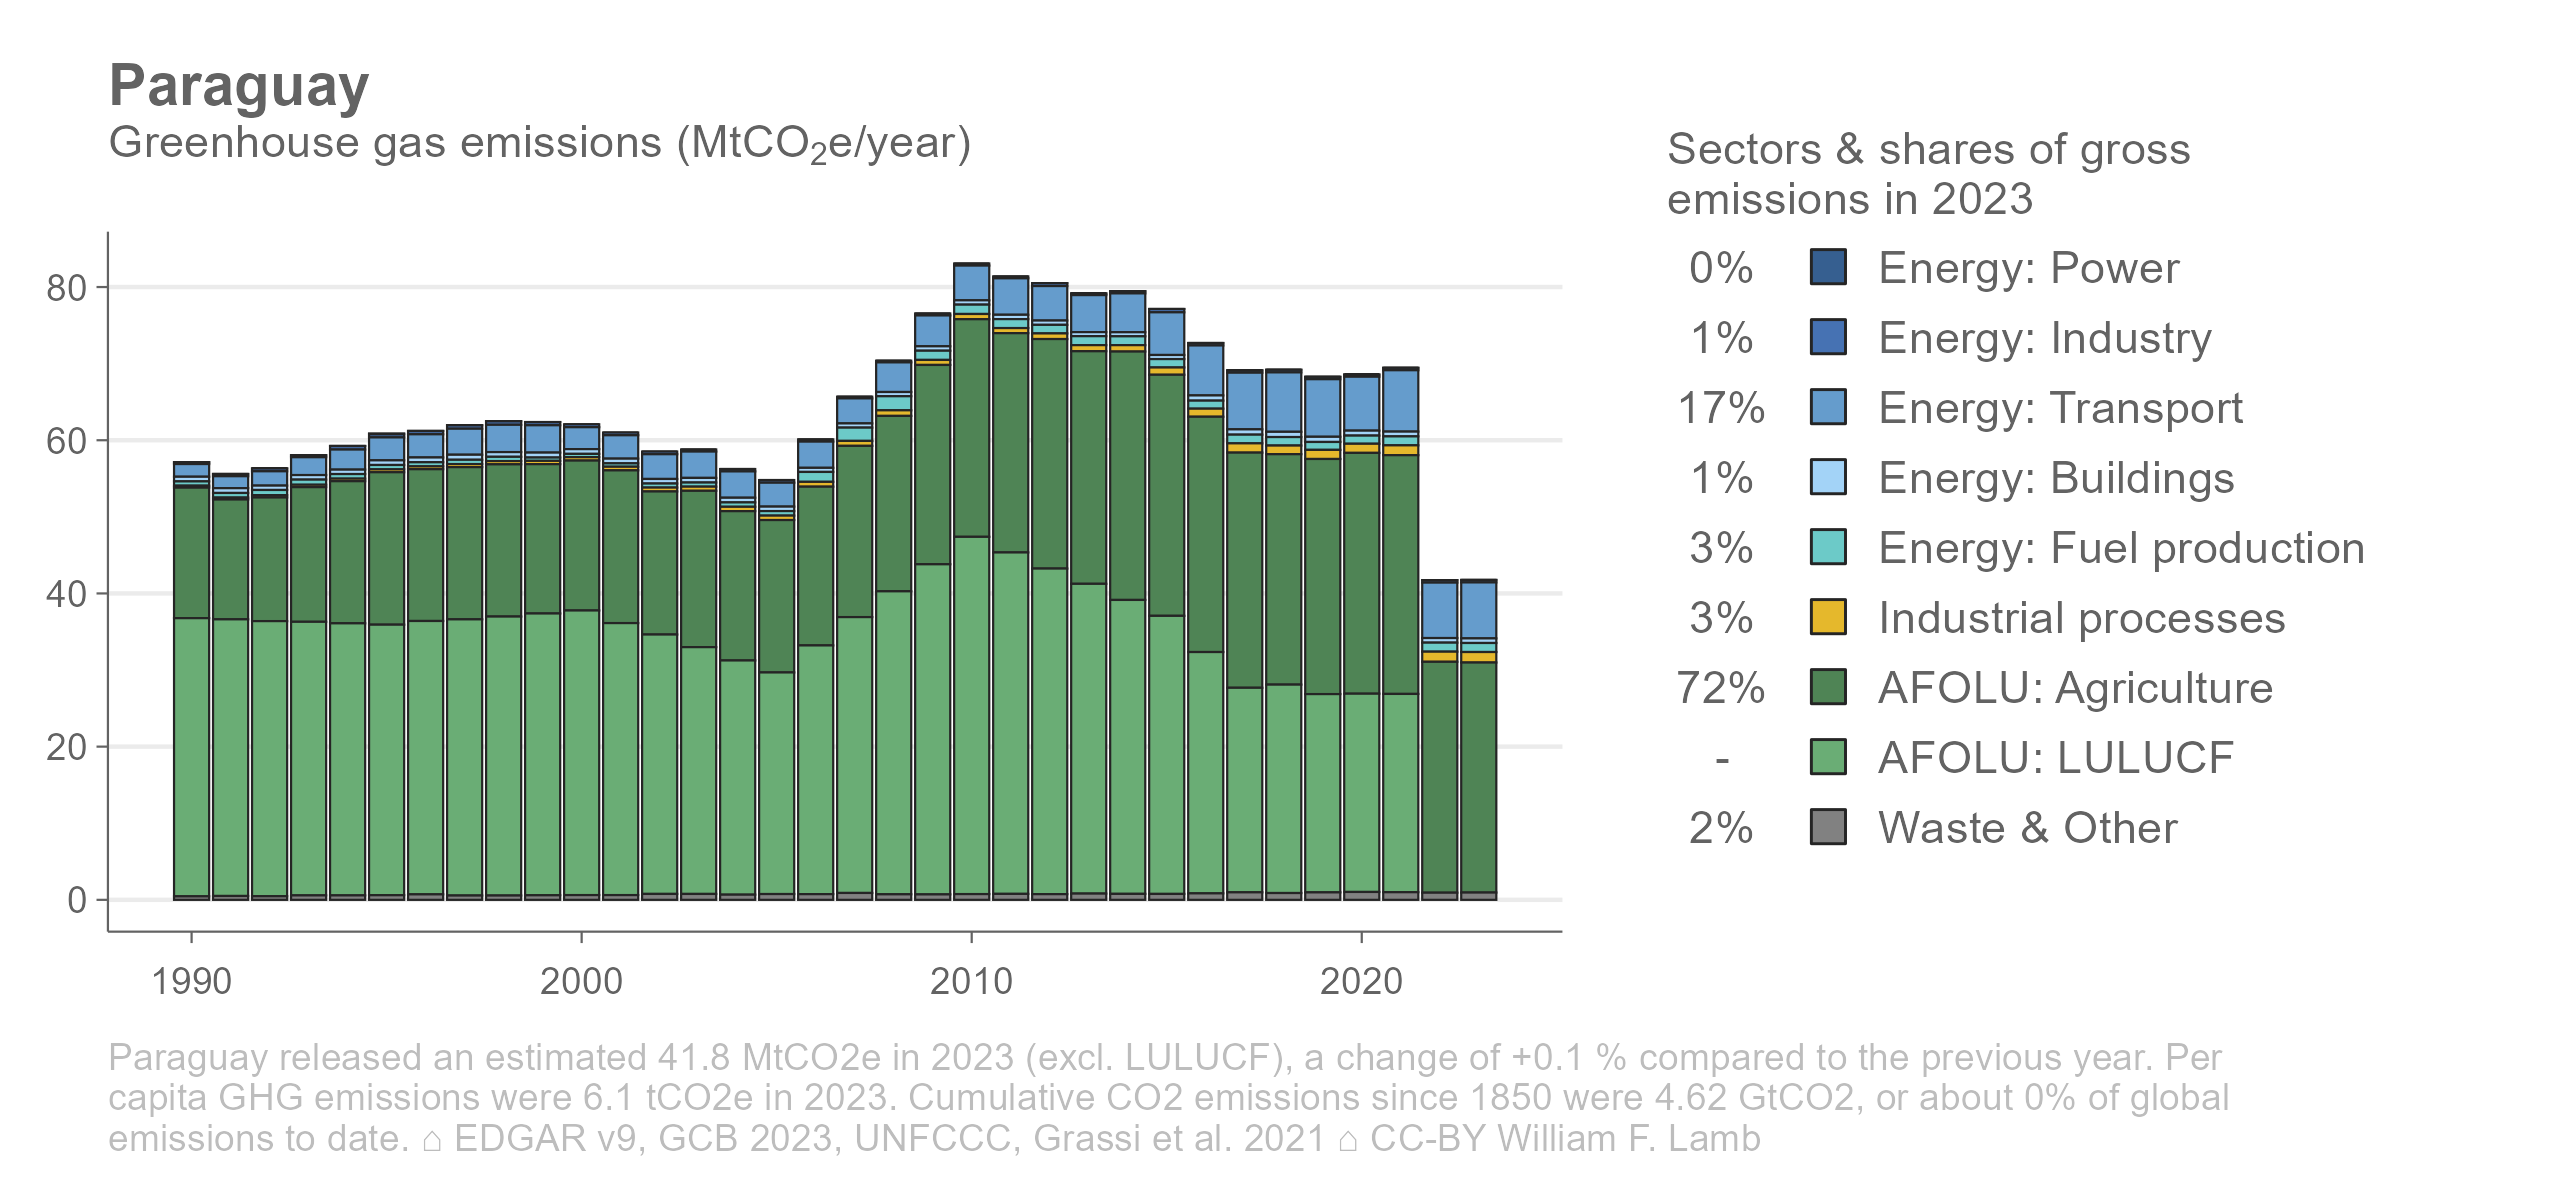 Paraguay
Greenhouse gas emissions (MtCO₂e/year)
Sectors & shares of gross
emissions in 2023
0% Energy: Power
1% Energy: Industry
17% Energy: Transport
1% Energy: Buildings
3% Energy: Fuel production
3% Industrial processes
72% AFOLU: Agriculture
- AFOLU: LULUCF
2% Waste & Other
80
60
40
20
0
1990 2000 2010 2020
Paraguay released an estimated 41.8 MtCO2e in 2023 (excl. LULUCF), a change of +0.1 % compared to the previous year. Per
capita GHG emissions were 6.1 tCO2e in 2023. Cumulative CO2 emissions since 1850 were 4.62 GtCO2, or about 0% of global
emissions to date. ⌂ EDGAR v9, GCB 2023, UNFCCC, Grassi et al. 2021 ⌂ CC-BY William F. Lamb